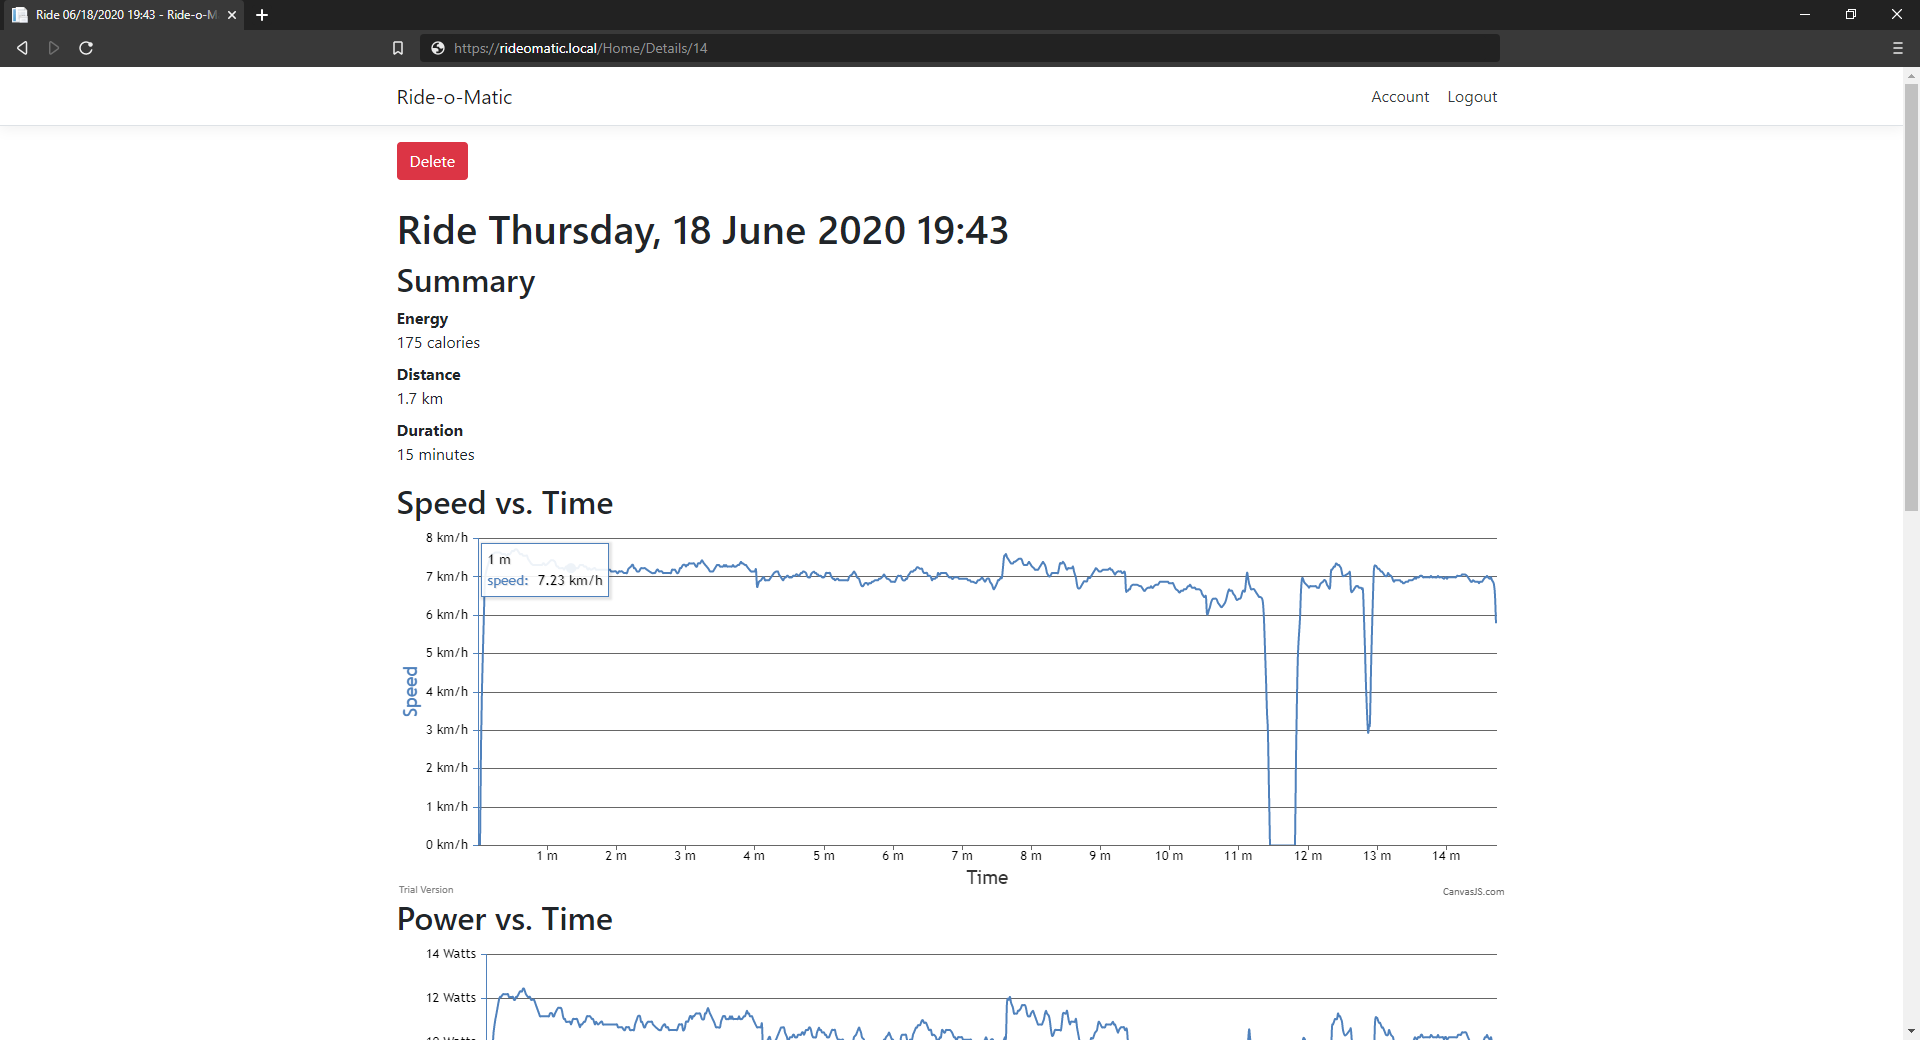 Ride 06/18/2020 19:43 - Ride-o-M
https://rideomatic.local/Home/Details/14
Ride-o-Matic
Account Logout
Delete
Ride Thursday, 18 June 2020 19:43
Summary
Energy
175 calories
Distance
1.7 km
Duration
15 minutes
Speed vs. Time
8 km/h
1 m
speed: 7.23 km/h
7 km/h
6 km/h
5 km/h
4 km/h
3 km/h
2 km/h
1 km/h
0 km/h
Speed
1 m 2 m 3 m 4 m 5 m 6 m 7 m 8 m 9 m 10 m 11 m 12 m 13 m 14 m
Time
Trial Version
CanvasJS.com
Power vs. Time
14 Watts
12 Watts
10 Watts